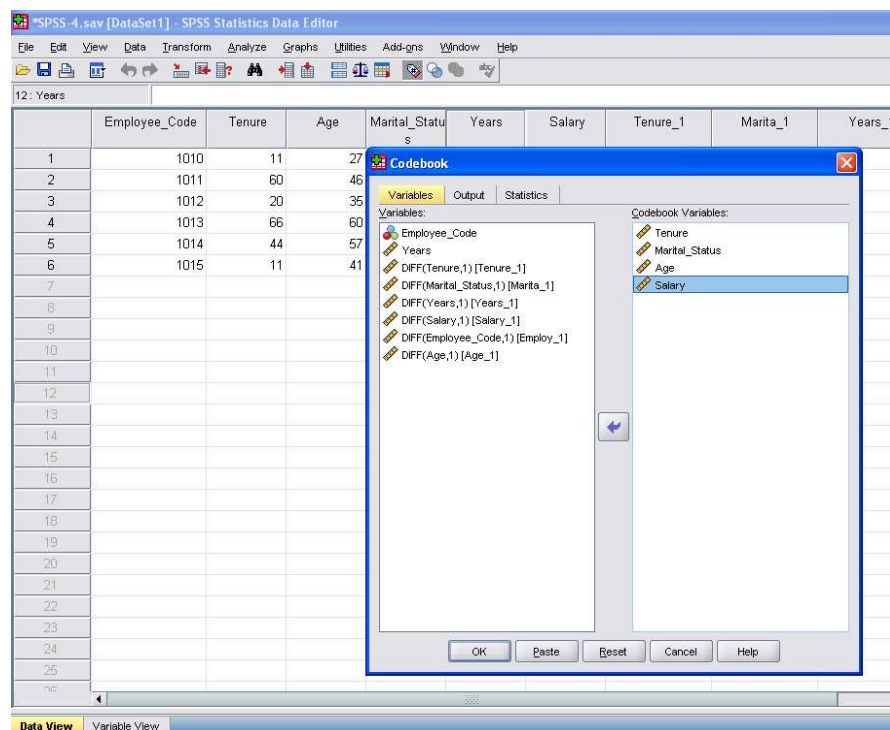 *SPSS-4.sav [DataSet1] - SPSS Statistics Data Editor
File Edit View Data Transform Analyze Graphs Utilities Add-ons Window Help
12 : Years
Employee_Code Tenure Age Marital_Statu
s Years Salary Tenure_1 Marita_1 Years_
1 1010 11 27
2 1011 60 46
3 1012 20 35
4 1013 66 60
5 1014 44 57
6 1015 11 41
7
8
9
10
11
12
13
14
15
16
17
18
19
20
21
22
23
24
25
Codebook
Variables Output Statistics
Variables:
Employee_Code
Years
DIFF(Tenure,1) [Tenure_1]
DIFF(Marital_Status,1) [Marita_1]
DIFF(Years,1) [Years_1]
DIFF(Salary,1) [Salary_1]
DIFF(Employee_Code,1) [Employ_1]
DIFF(Age,1) [Age_1]
Codebook Variables:
Tenure
Marital_Status
Age
Salary
OK Paste Reset Cancel Help
Data View Variable View